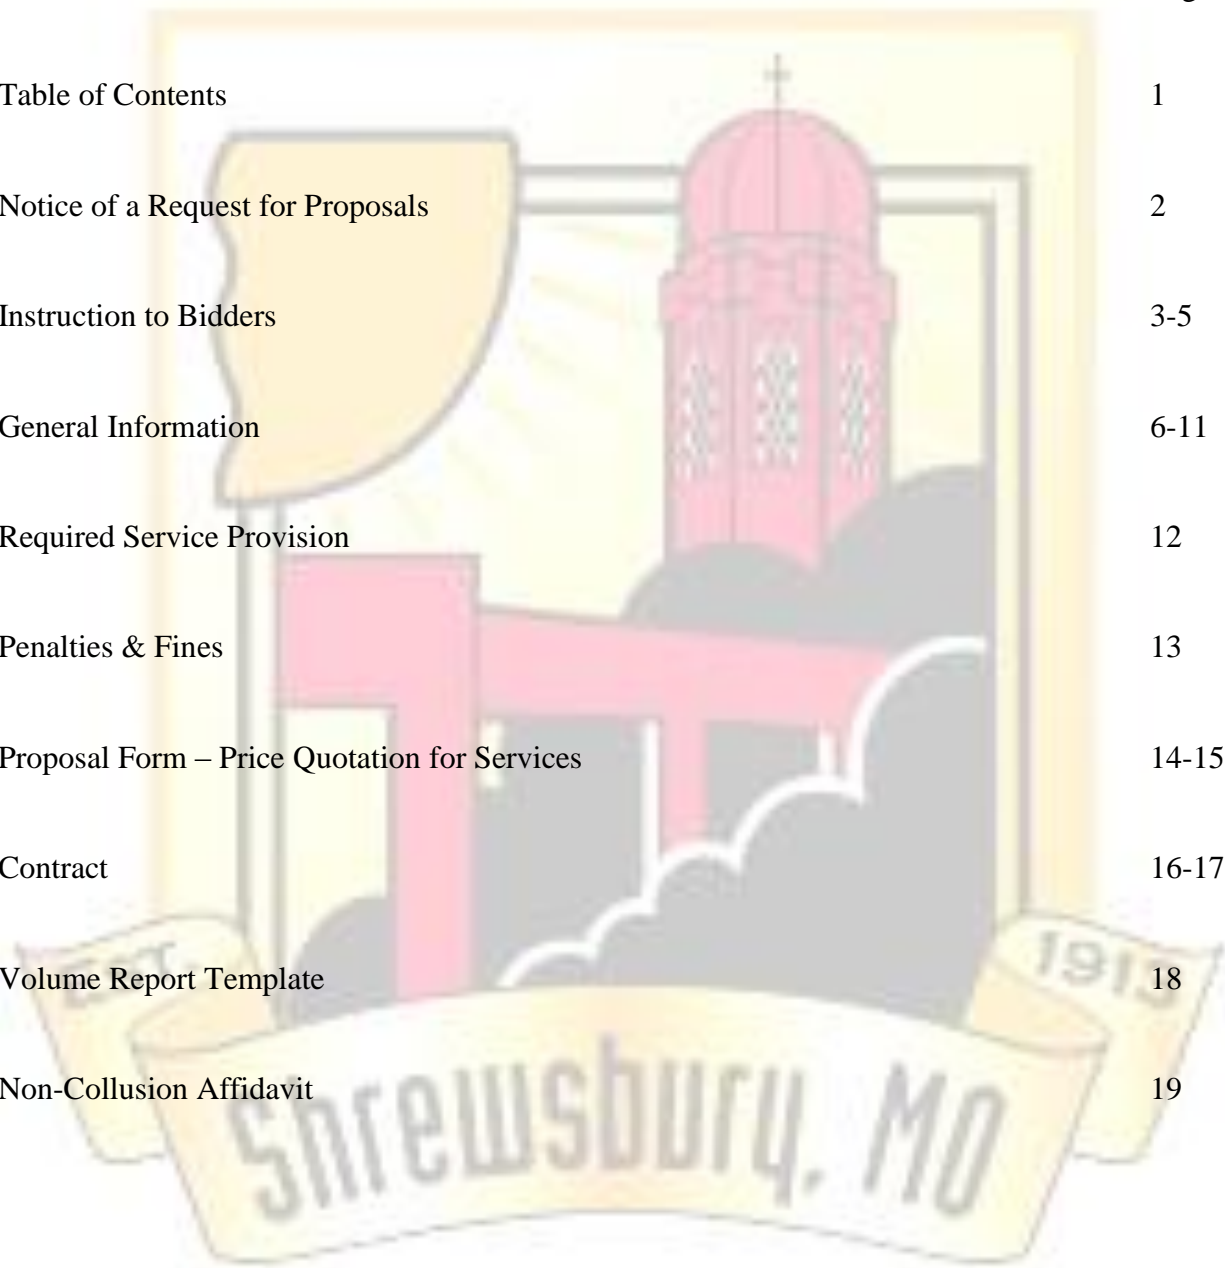 Table of Contents 1
Notice of a Request for Proposals 2
Instruction to Bidders 3-5
General Information 6-11
Required Service Provision 12
Penalties & Fines 13
Proposal Form – Price Quotation for Services 14-15
Contract 16-17
EST. 1913
Volume Report Template 18
Non-Collusion Affidavit 19
Shrewsbury, MO